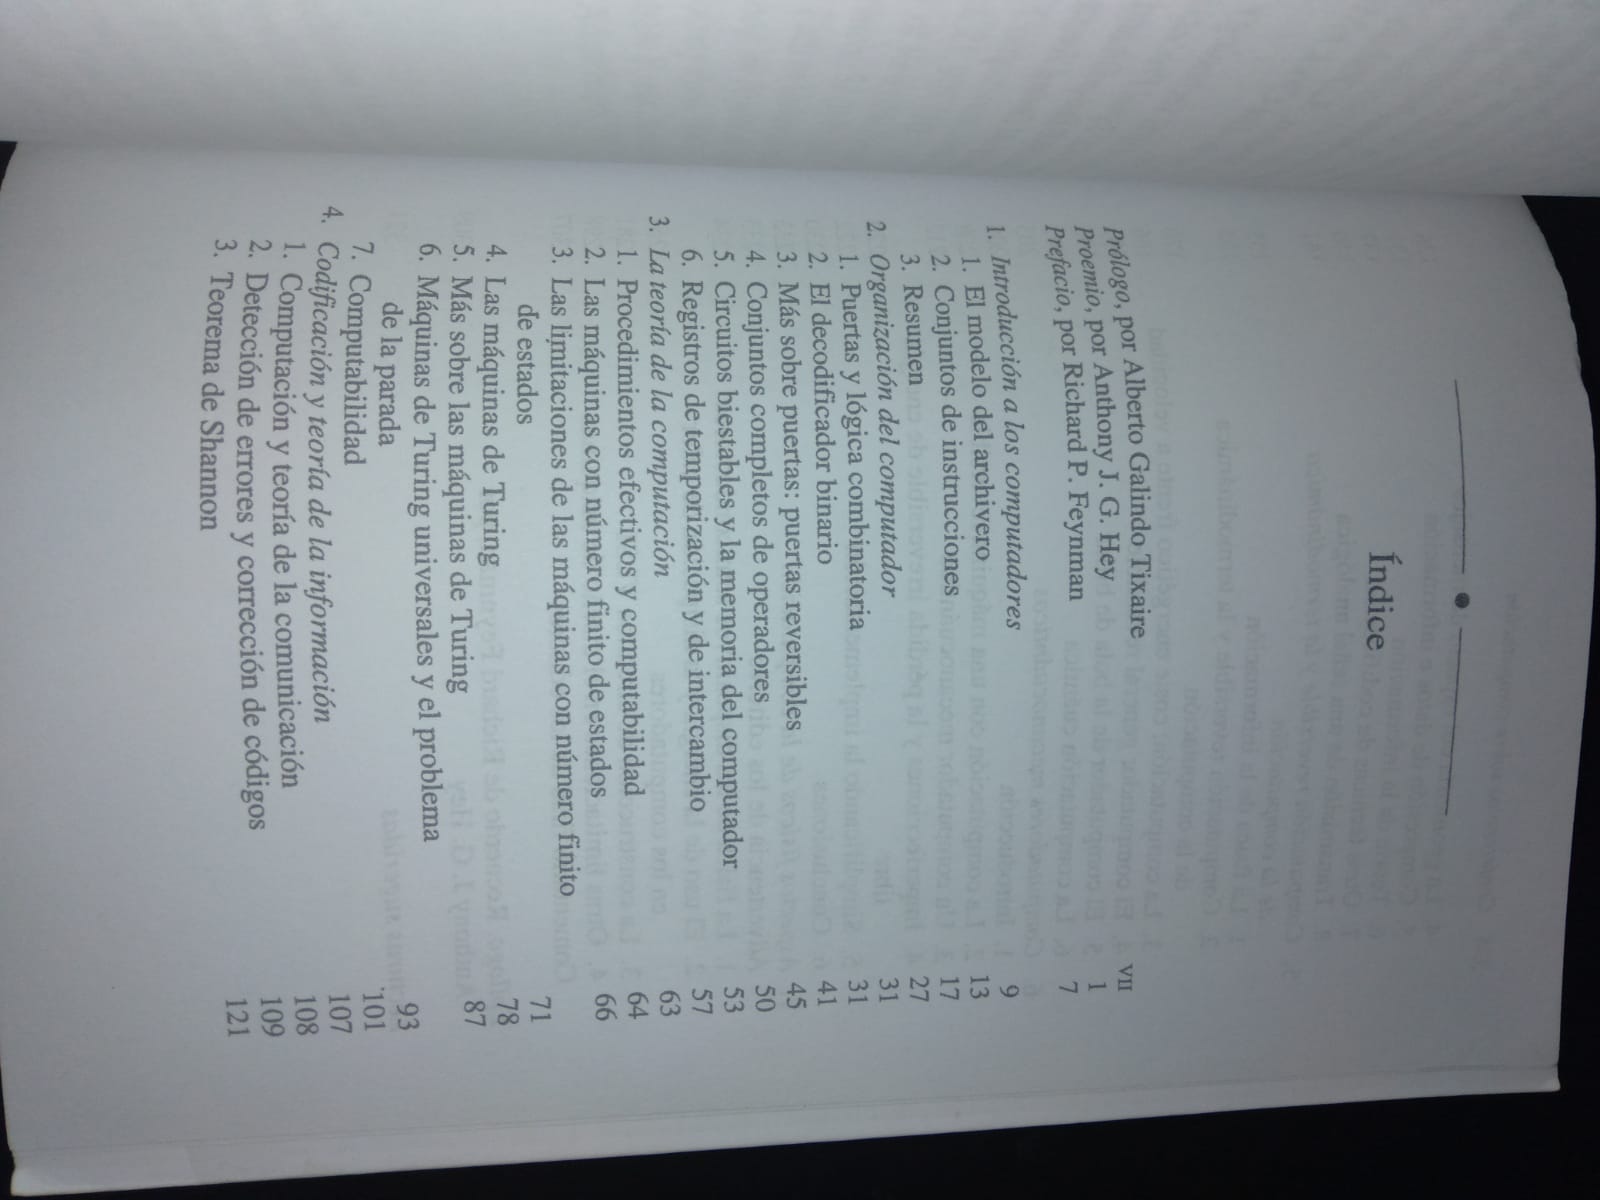 Índice
Prólogo, por Alberto Galindo Tixaire VII
Proemio, por Anthony J. G. Hey 1
Prefacio, por Richard P. Feynman 7
1. Introducción a los computadores 9
1. El modelo del archivero 13
2. Conjuntos de instrucciones 17
3. Resumen 27
2. Organización del computador 31
1. Puertas y lógica combinatoria 31
2. El decodificador binario 41
3. Más sobre puertas: puertas reversibles 45
4. Conjuntos completos de operadores 50
5. Circuitos biestables y la memoria del computador 53
6. Registros de temporización y de intercambio 57
3. La teoría de la computación 63
1. Procedimientos efectivos y computabilidad 64
2. Las máquinas con número finito de estados 66
3. Las limitaciones de las máquinas con número finito
de estados 71
4. Las máquinas de Turing 78
5. Más sobre las máquinas de Turing 87
6. Máquinas de Turing universales y el problema
de la parada 93
7. Computabilidad 101
4. Codificación y teoría de la información 107
1. Computación y teoría de la comunicación 108
2. Detección de errores y corrección de códigos 109
3. Teorema de Shannon 121